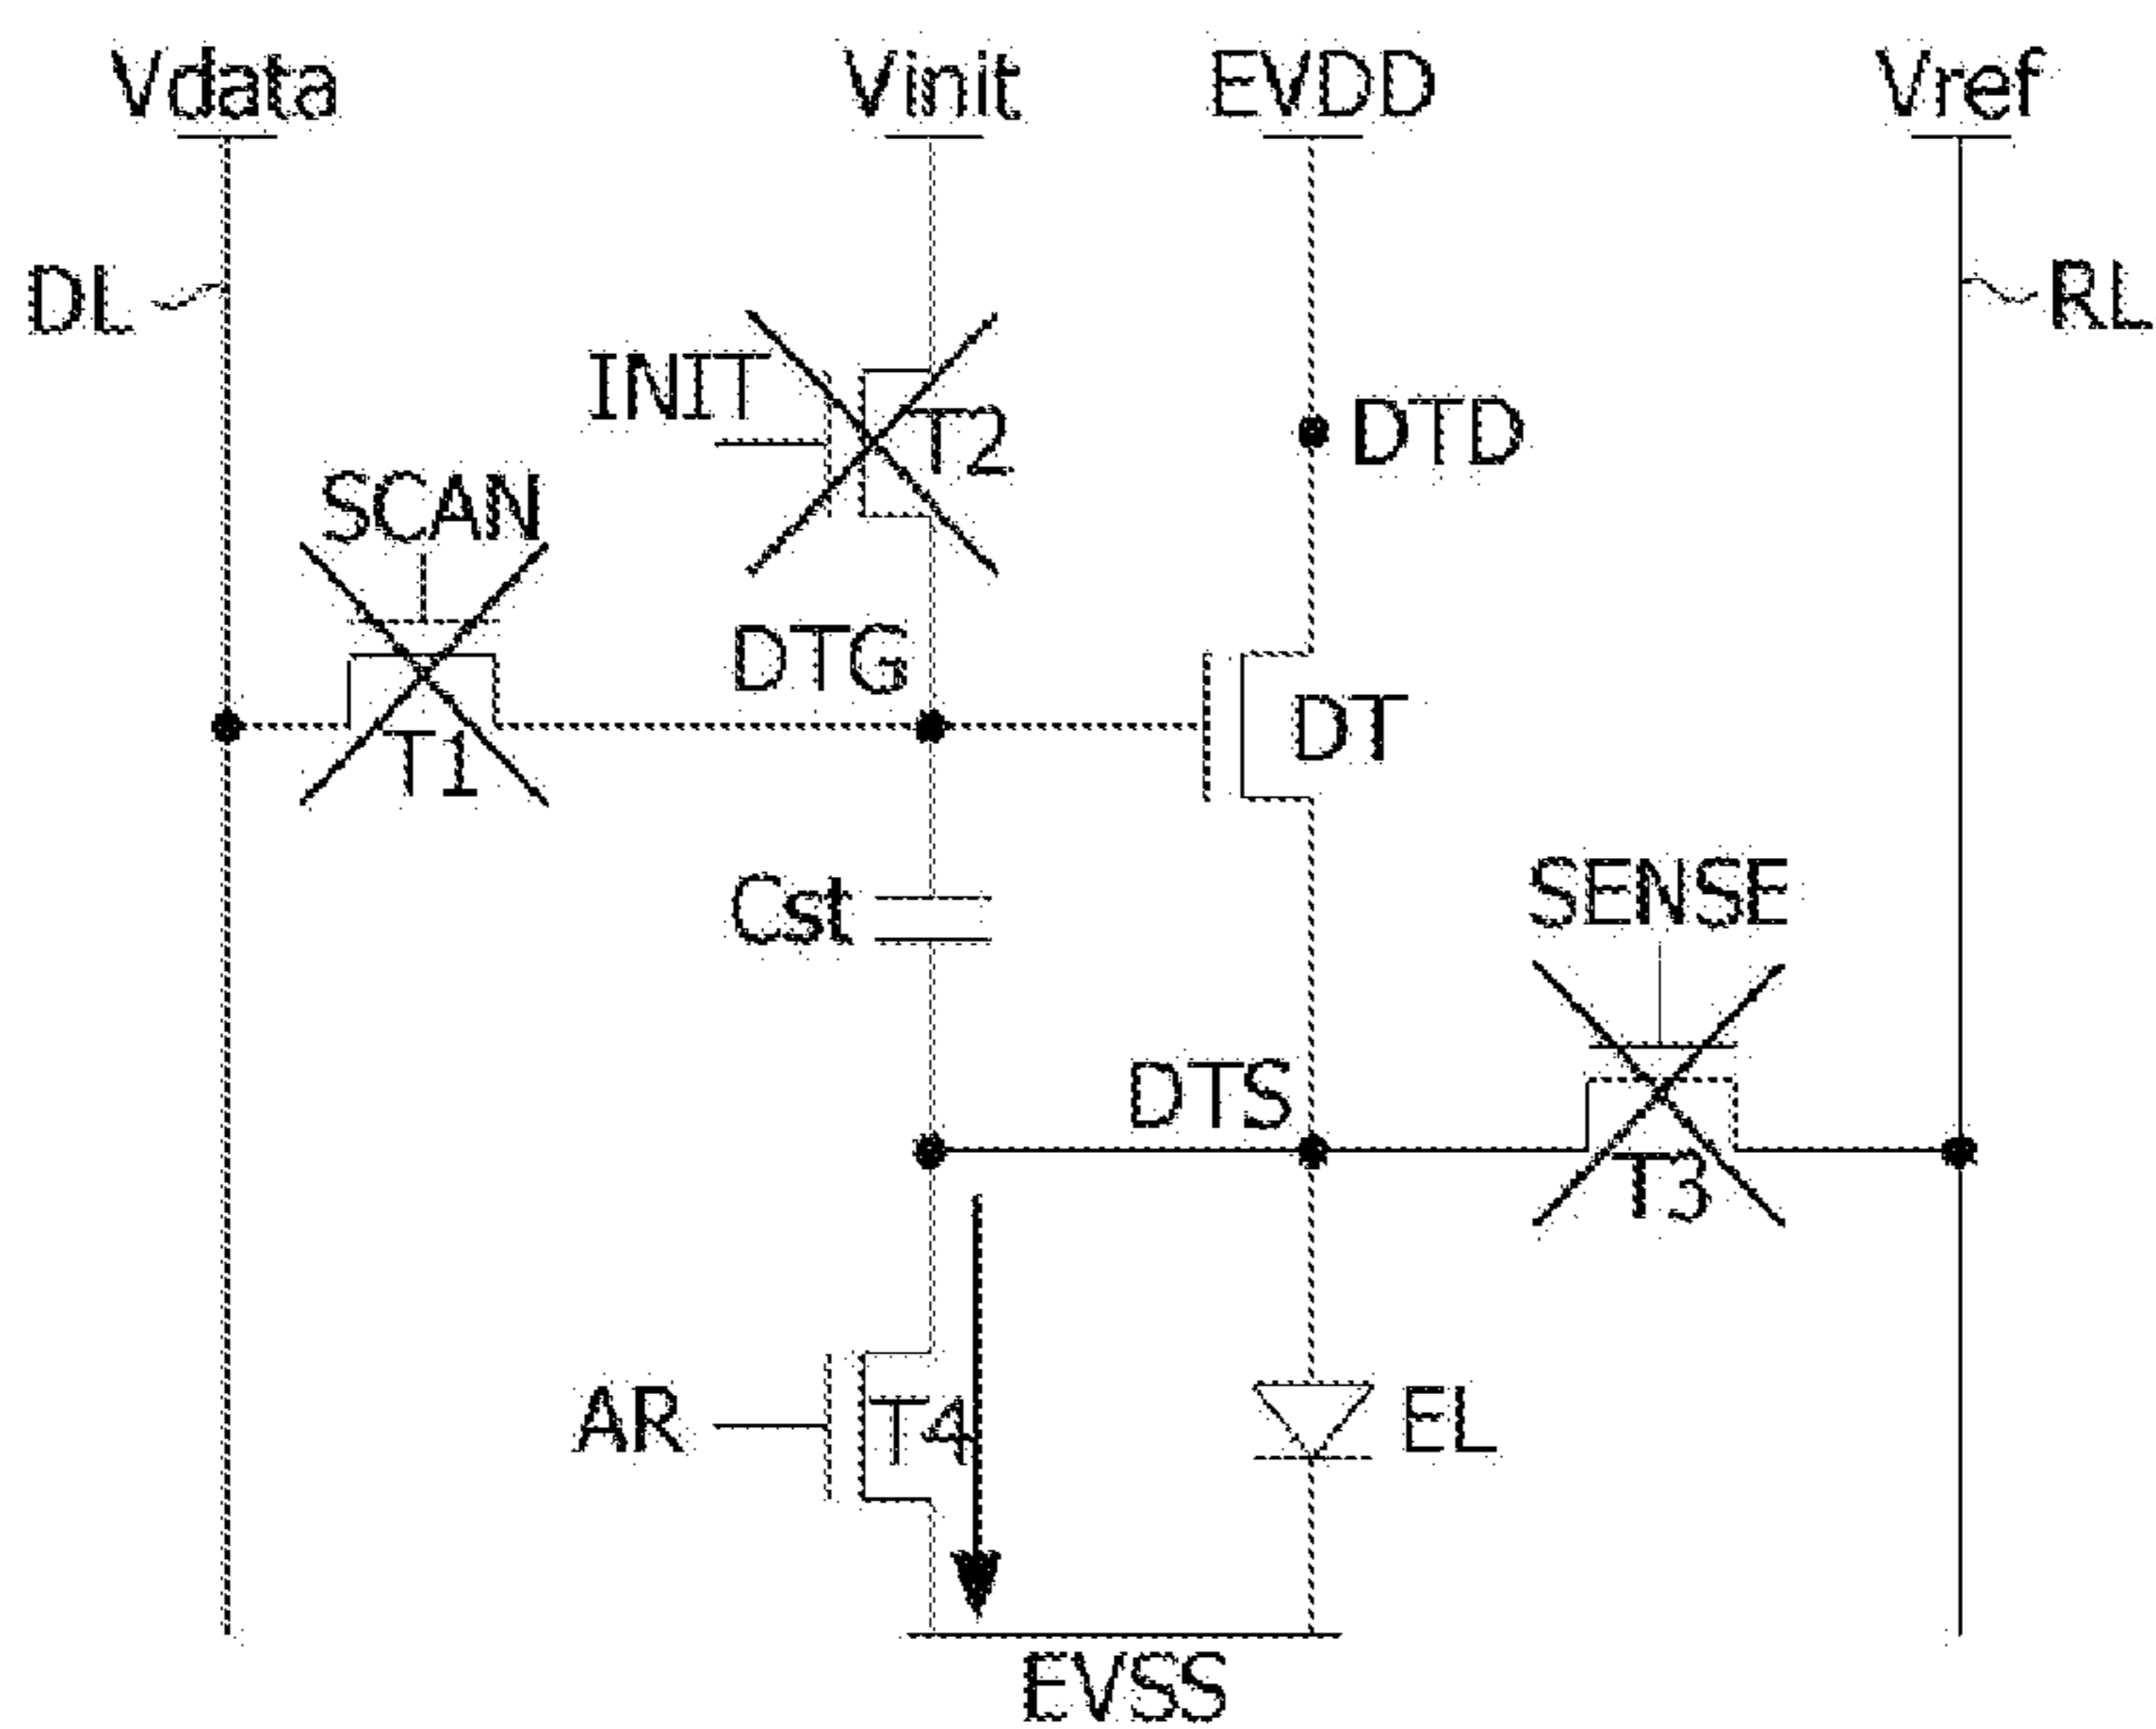 Vdata Vinit EVDD Vref
DL RL
INIT T2 DTD
SCAN
DTG
T1 DT
Cst SENSE
DTS
T3
AR T4 EL
EVSS